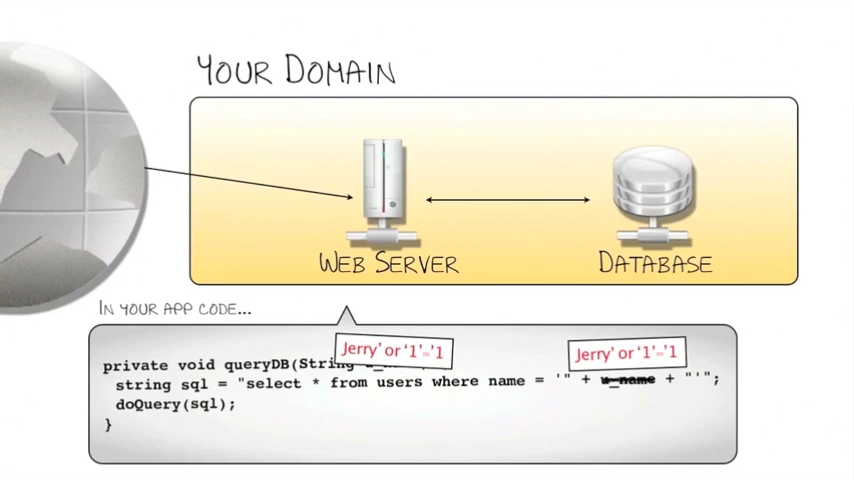 YOUR DOMAIN
WEB SERVER
DATABASE
IN YOUR APP CODE...
Jerry' or '1'='1
Jerry' or '1'='1
private void queryDB(String
string sql = "select * from users where name = '" + u_name + "'";
doQuery(sql);
}